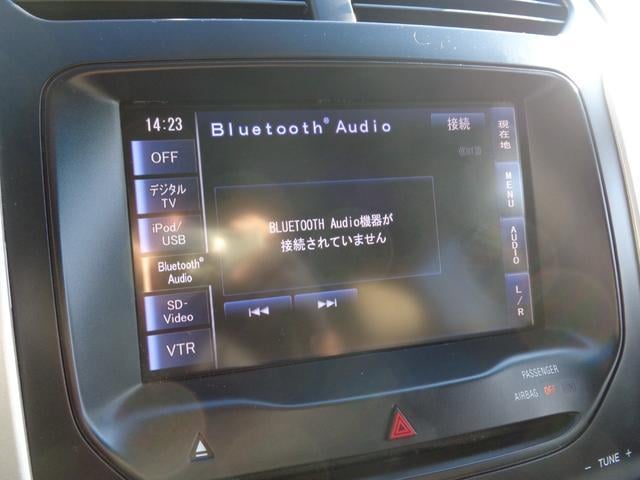 14:23
Bluetooth® Audio
接続
現在地
OFF
デジタル
TV
MENU
iPod/
USB
BLUETOOTH Audio機器が
接続されていません
AUDIO
Bluetooth®
Audio
SD-
Video
L/R
VTR
PASSENGER
AIRBAG OFF
- TUNE +